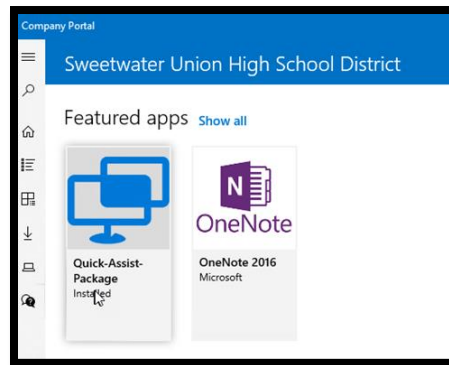 Company Portal
Sweetwater Union High School District
Featured apps Show all
N
OneNote
Quick-Assist-
Package
Installed
OneNote 2016
Microsoft